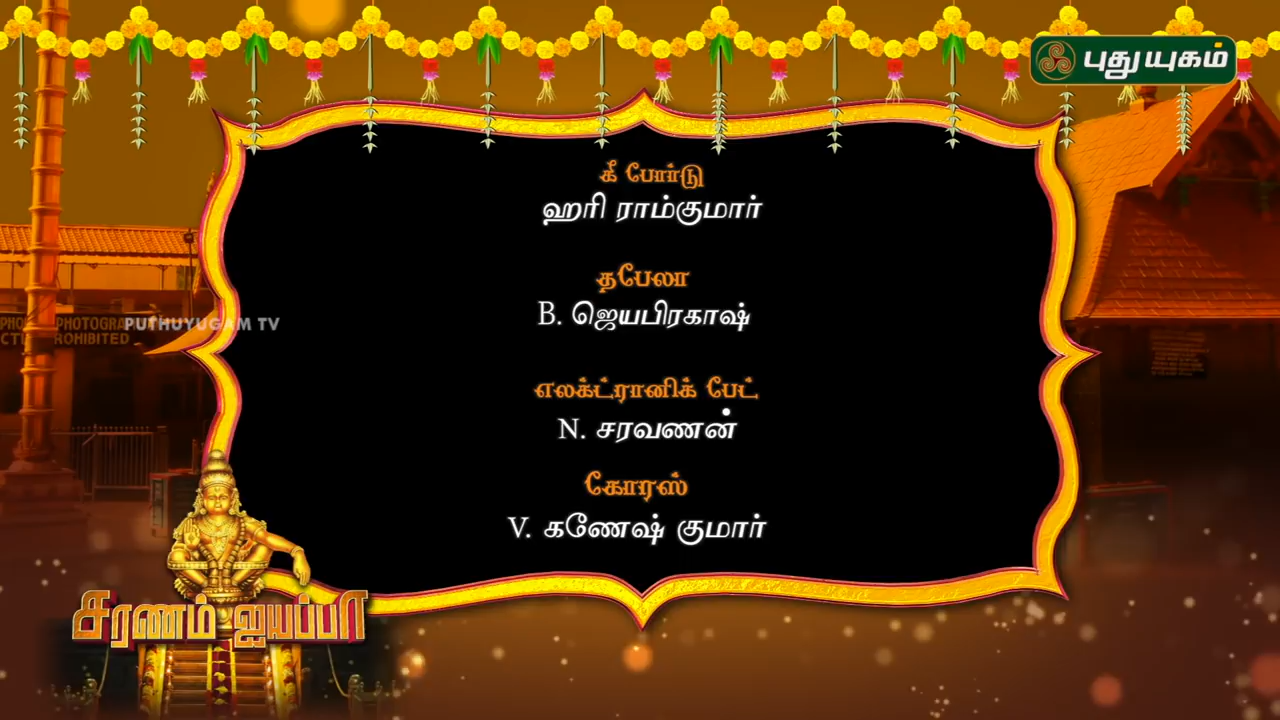 புதுயுகம்
கீ போர்டு
ஹரி ராம்குமார்
தபேலா
B. ஜெயபிரகாஷ்
PUTHUYUGAM TV
எலக்ட்ரானிக் பேட்
N. சரவணன்
கோரஸ்
V. கணேஷ் குமார்
சரணம் ஐயப்பா